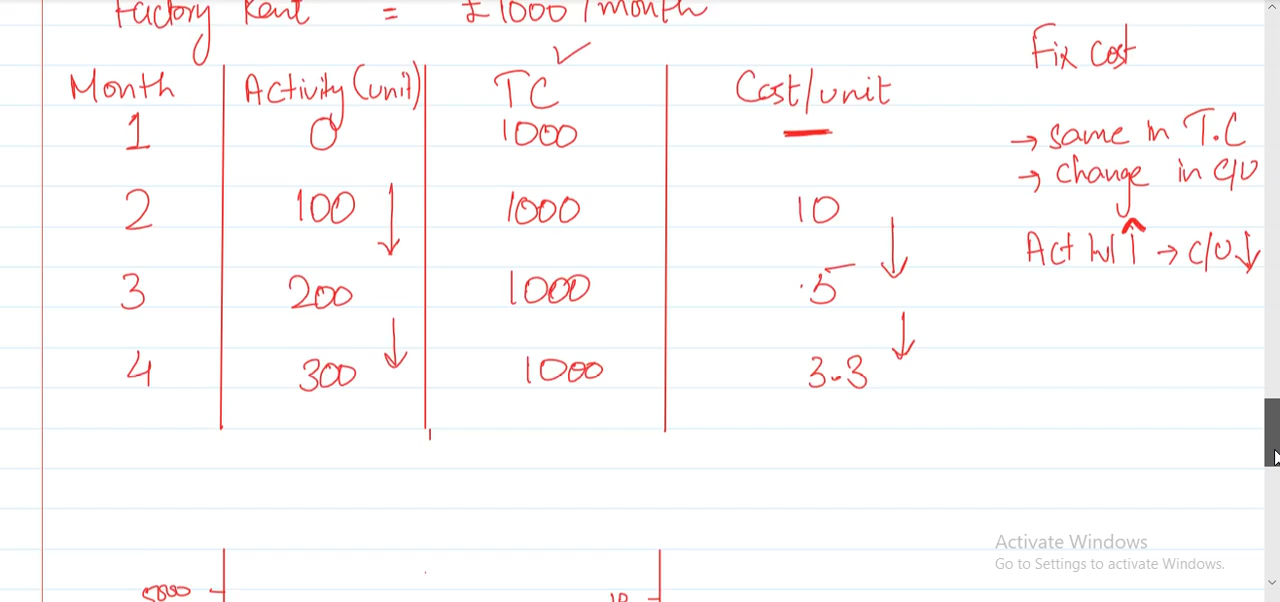 Factory Rent = £1000 / month
Fix cost
Month Activity (unit) TC Cost/unit
1 0 1000 —
→ same in T.C
→ change in C/U
2 100 1000 10
Act lvl ↑ → C/U ↓
3 200 1000 5
4 300 1000 3.3
Activate Windows
Go to Settings to activate Windows.
10